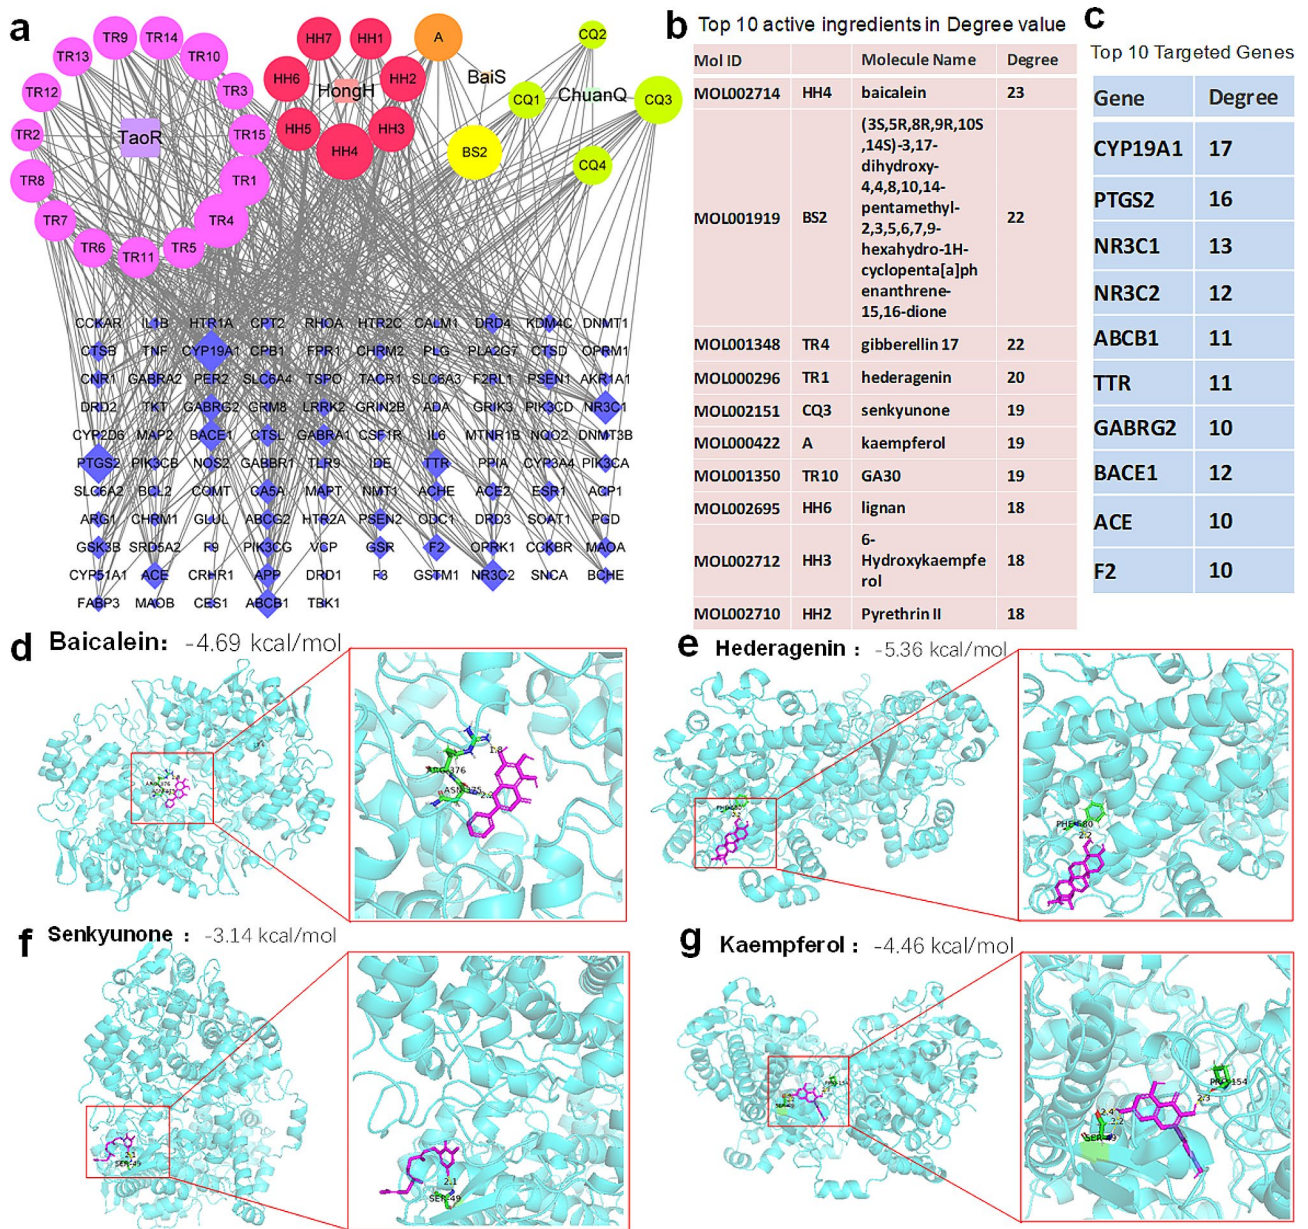 a
TR9 TR14
TR13 TR10
TR12 TR3
TR2 TaoR TR15
TR8 TR1
TR7 TR4
TR6 TR11 TR5
HH7 HH1
HH6 HongH HH2
HH5 HH4 HH3
A
BaiS
BS2
CQ2
CQ1 ChuanQ CQ3
CQ4
CCKAR IL1B HTR1A CPT2 RHOA HTR2C CALM1 DRD4 KDM4C DNMT1
CTSB TNF CYP19A1 CPB1 FPR1 CHRM2 PLG PLA2G7 CTSD OPRM1
CNR1 GABRA2 PER2 SLC6A4 TSPO TACR1 SLC6A3 F2RL1 PSEN1 AKR1A1
DRD2 TKT GABRG2 GRM8 LRRK2 GRIN2B ADA GRIK3 PIK3CD NR3C1
CYP2D6 MAP2 BACE1 CTSL GABRA1 CSF1R IL6 MTNR1B NQO2 DNMT3B
PTGS2 PIK3CB NOS2 GABBR1 TLR9 IDE TTR PPIA CYP3A4 PIK3CA
SLC6A2 BCL2 COMT CA5A MAPT NMT1 ACHE ACE2 ESR1 ACP1
ARG1 CHRM1 GLUL ABCG2 HTR2A PSEN2 ODC1 DRD3 SOAT1 PGD
GSK3B SRD5A2 F9 PIK3CG VCP GSR F2 OPRK1 CCKBR MAOA
CYP51A1 ACE CRHR1 APP DRD1 F3 GSTM1 NR3C2 SNCA BCHE
FABP3 MAOB CES1 ABCB1 TBK1
b Top 10 active ingredients in Degree value
Mol ID Molecule Name Degree
MOL002714 HH4 baicalein 23
MOL001919 BS2 (3S,5R,8R,9R,10S
,14S)-3,17-
dihydroxy-
4,4,8,10,14-
pentamethyl-
2,3,5,6,7,9-
hexahydro-1H-
cyclopenta[a]ph
enanthrene-
15,16-dione 22
MOL001348 TR4 gibberellin 17 22
MOL000296 TR1 hederagenin 20
MOL002151 CQ3 senkyunone 19
MOL000422 A kaempferol 19
MOL001350 TR10 GA30 19
MOL002695 HH6 lignan 18
MOL002712 HH3 6-
Hydroxykaempfe
rol 18
MOL002710 HH2 Pyrethrin II 18
c
Top 10 Targeted Genes
Gene Degree
CYP19A1 17
PTGS2 16
NR3C1 13
NR3C2 12
ABCB1 11
TTR 11
GABRG2 10
BACE1 12
ACE 10
F2 10
d Baicalein： -4.69 kcal/mol
1.8
ARG-376
ASN-375 2.2
e Hederagenin： -5.36 kcal/mol
PHE-680
2.2
PHE-680
2.2
f Senkyunone： -3.14 kcal/mol
2.1
SER-49
2.1
SER-49
g Kaempferol： -4.46 kcal/mol
PRO-154
2.3
2.4
2.2
SER-49